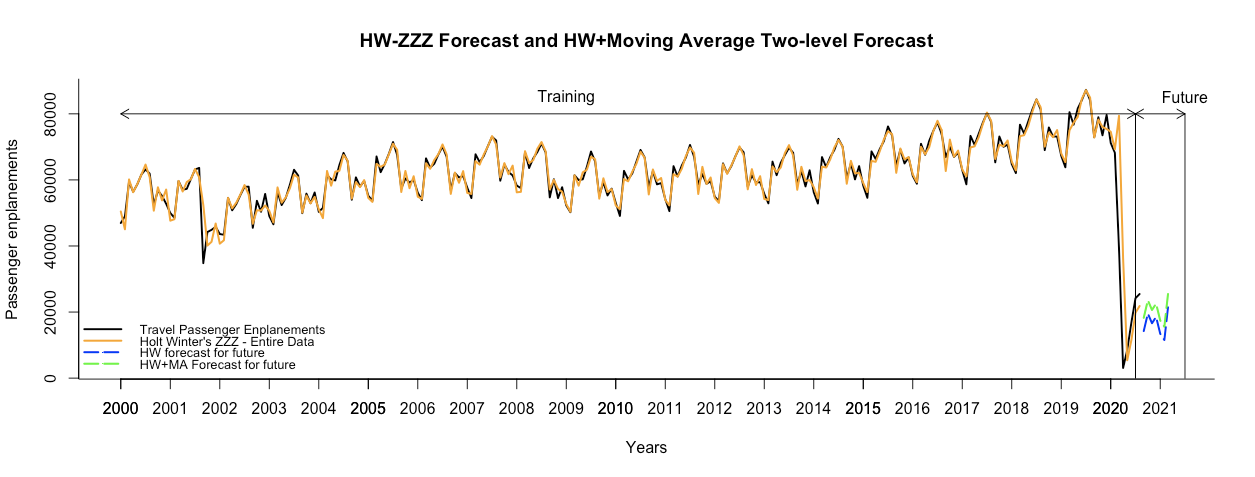 HW-ZZZ Forecast and HW+Moving Average Two-level Forecast
Training
Future
Passenger enplanements
80000
60000
40000
20000
0
Travel Passenger Enplanements
Holt Winter's ZZZ - Entire Data
HW forecast for future
HW+MA Forecast for future
2000 2001 2002 2003 2004 2005 2006 2007 2008 2009 2010 2011 2012 2013 2014 2015 2016 2017 2018 2019 2020 2021
Years